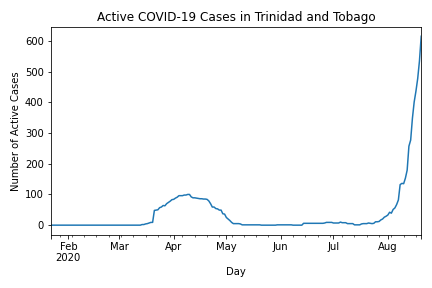 Active COVID-19 Cases in Trinidad and Tobago
Number of Active Cases
600
500
400
300
200
100
0
Feb Mar Apr May Jun Jul Aug
2020
Day